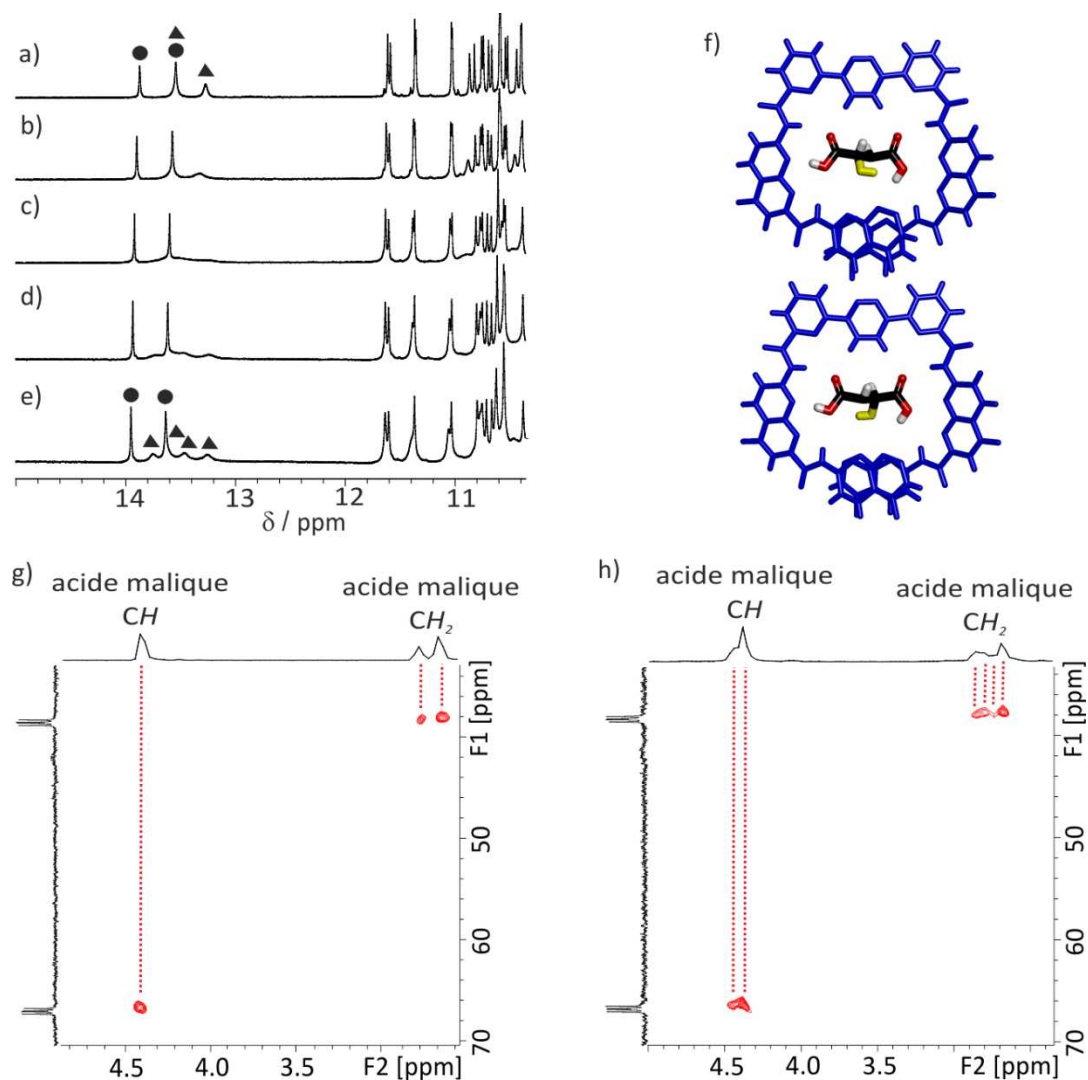 a)
b)
c)
d)
e)
14 13 12 11
δ / ppm
f)
g)
acide malique
CH
acide malique
CH2
F1 [ppm]
50
60
70
4.5 4.0 3.5 F2 [ppm]
h)
acide malique
CH
acide malique
CH2
F1 [ppm]
50
60
70
4.5 4.0 3.5 F2 [ppm]